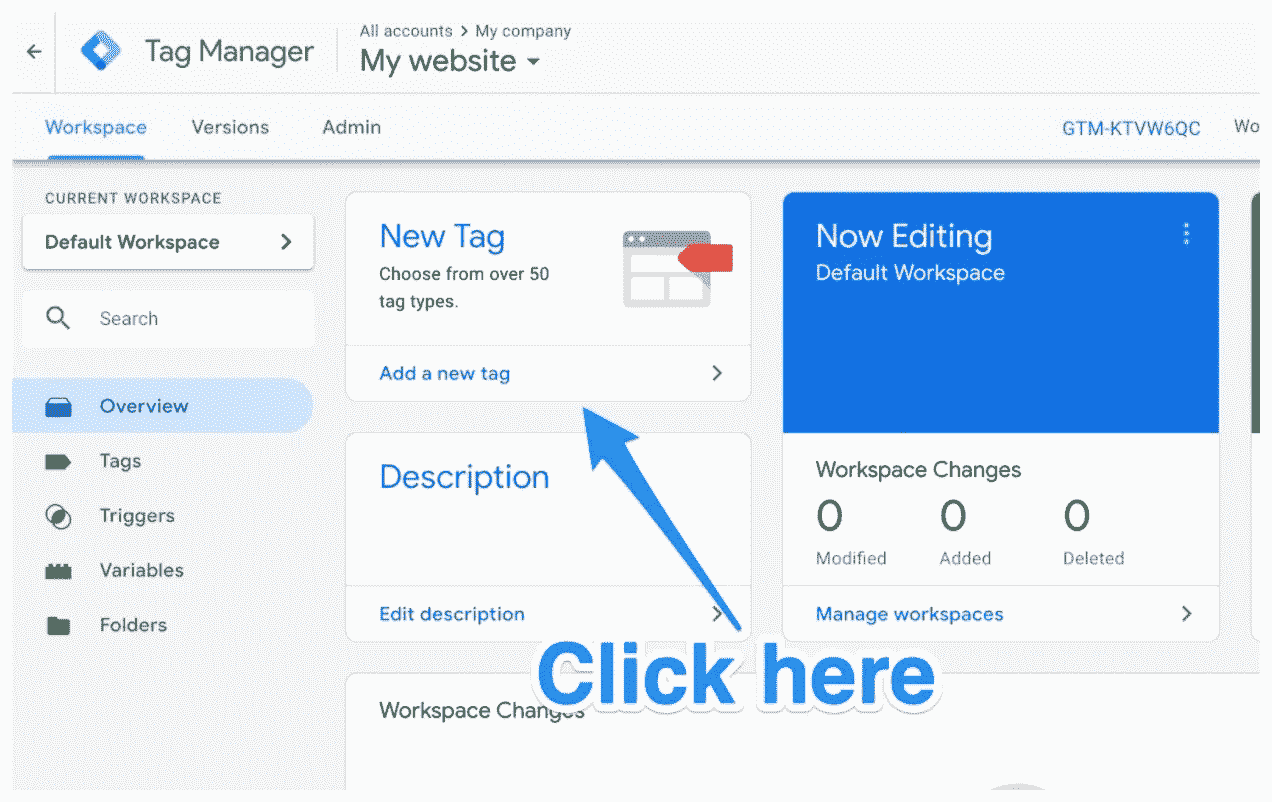 All accounts > My company
Tag Manager
My website
Workspace Versions Admin
GTM-KTVW6QC
Wo
CURRENT WORKSPACE
Default Workspace
Search
Overview
Tags
Triggers
Variables
Folders
New Tag
Choose from over 50
tag types.
Add a new tag
Description
Edit description
Now Editing
Default Workspace
Workspace Changes
0 0 0
Modified Added Deleted
Manage workspaces
Click here
Workspace Changes